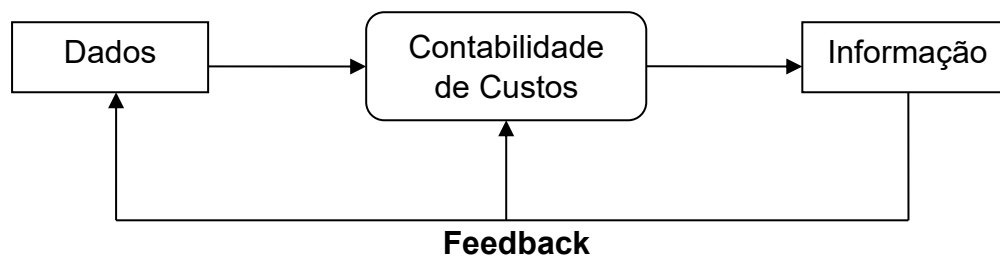 Dados
Contabilidade
de Custos
Informação
Feedback